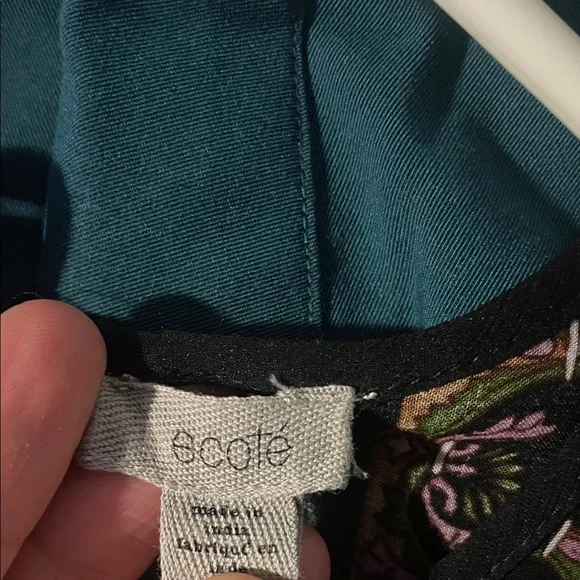 ecoté
made in
india
fabriqué en